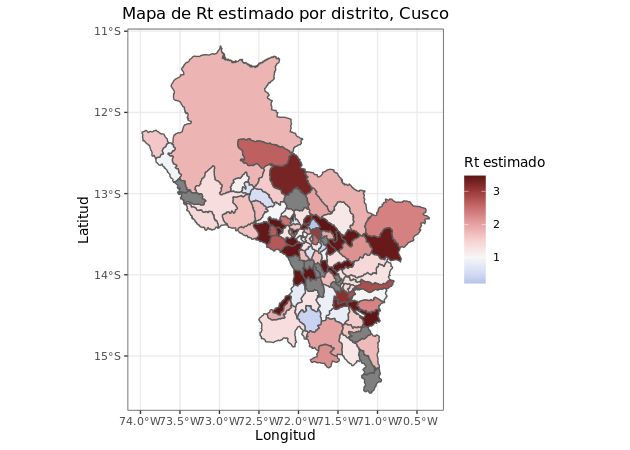 Mapa de Rt estimado por distrito, Cusco
11°S
12°S
13°S
14°S
15°S
Latitud
74.0°W 73.5°W 73.0°W 72.5°W 72.0°W 71.5°W 71.0°W 70.5°W
Longitud
Rt estimado
3
2
1